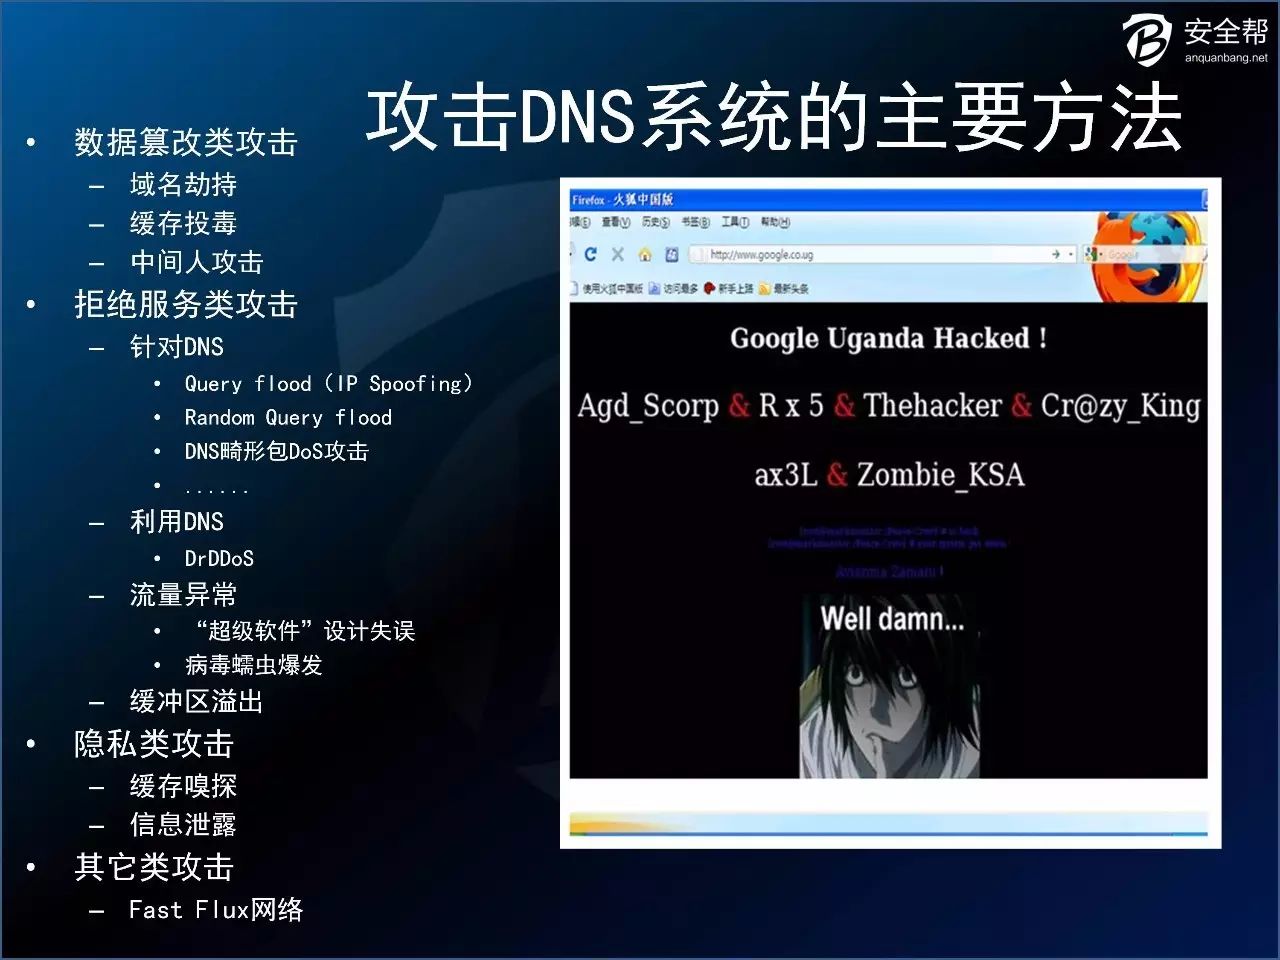 安全帮
anquanbang.net
攻击DNS系统的主要方法
• 数据篡改类攻击
– 域名劫持
– 缓存投毒
– 中间人攻击
• 拒绝服务类攻击
– 针对DNS
• Query flood（IP Spoofing）
• Random Query flood
• DNS畸形包DoS攻击
• ......
– 利用DNS
• DrDDoS
– 流量异常
• “超级软件”设计失误
• 病毒蠕虫爆发
– 缓冲区溢出
• 隐私类攻击
– 缓存嗅探
– 信息泄露
• 其它类攻击
– Fast Flux网络
Firefox - 火狐中国版
查看(V) 历史(S) 书签(B) 工具(T) 帮助(H)
http://www.google.co.ug
Google
使用火狐中国版 访问最多 新手上路 最新头条
Google Uganda Hacked !
Agd_Scorp & R x 5 & Thehacker & Cr@zy_King
ax3L & Zombie_KSA
Well damn...